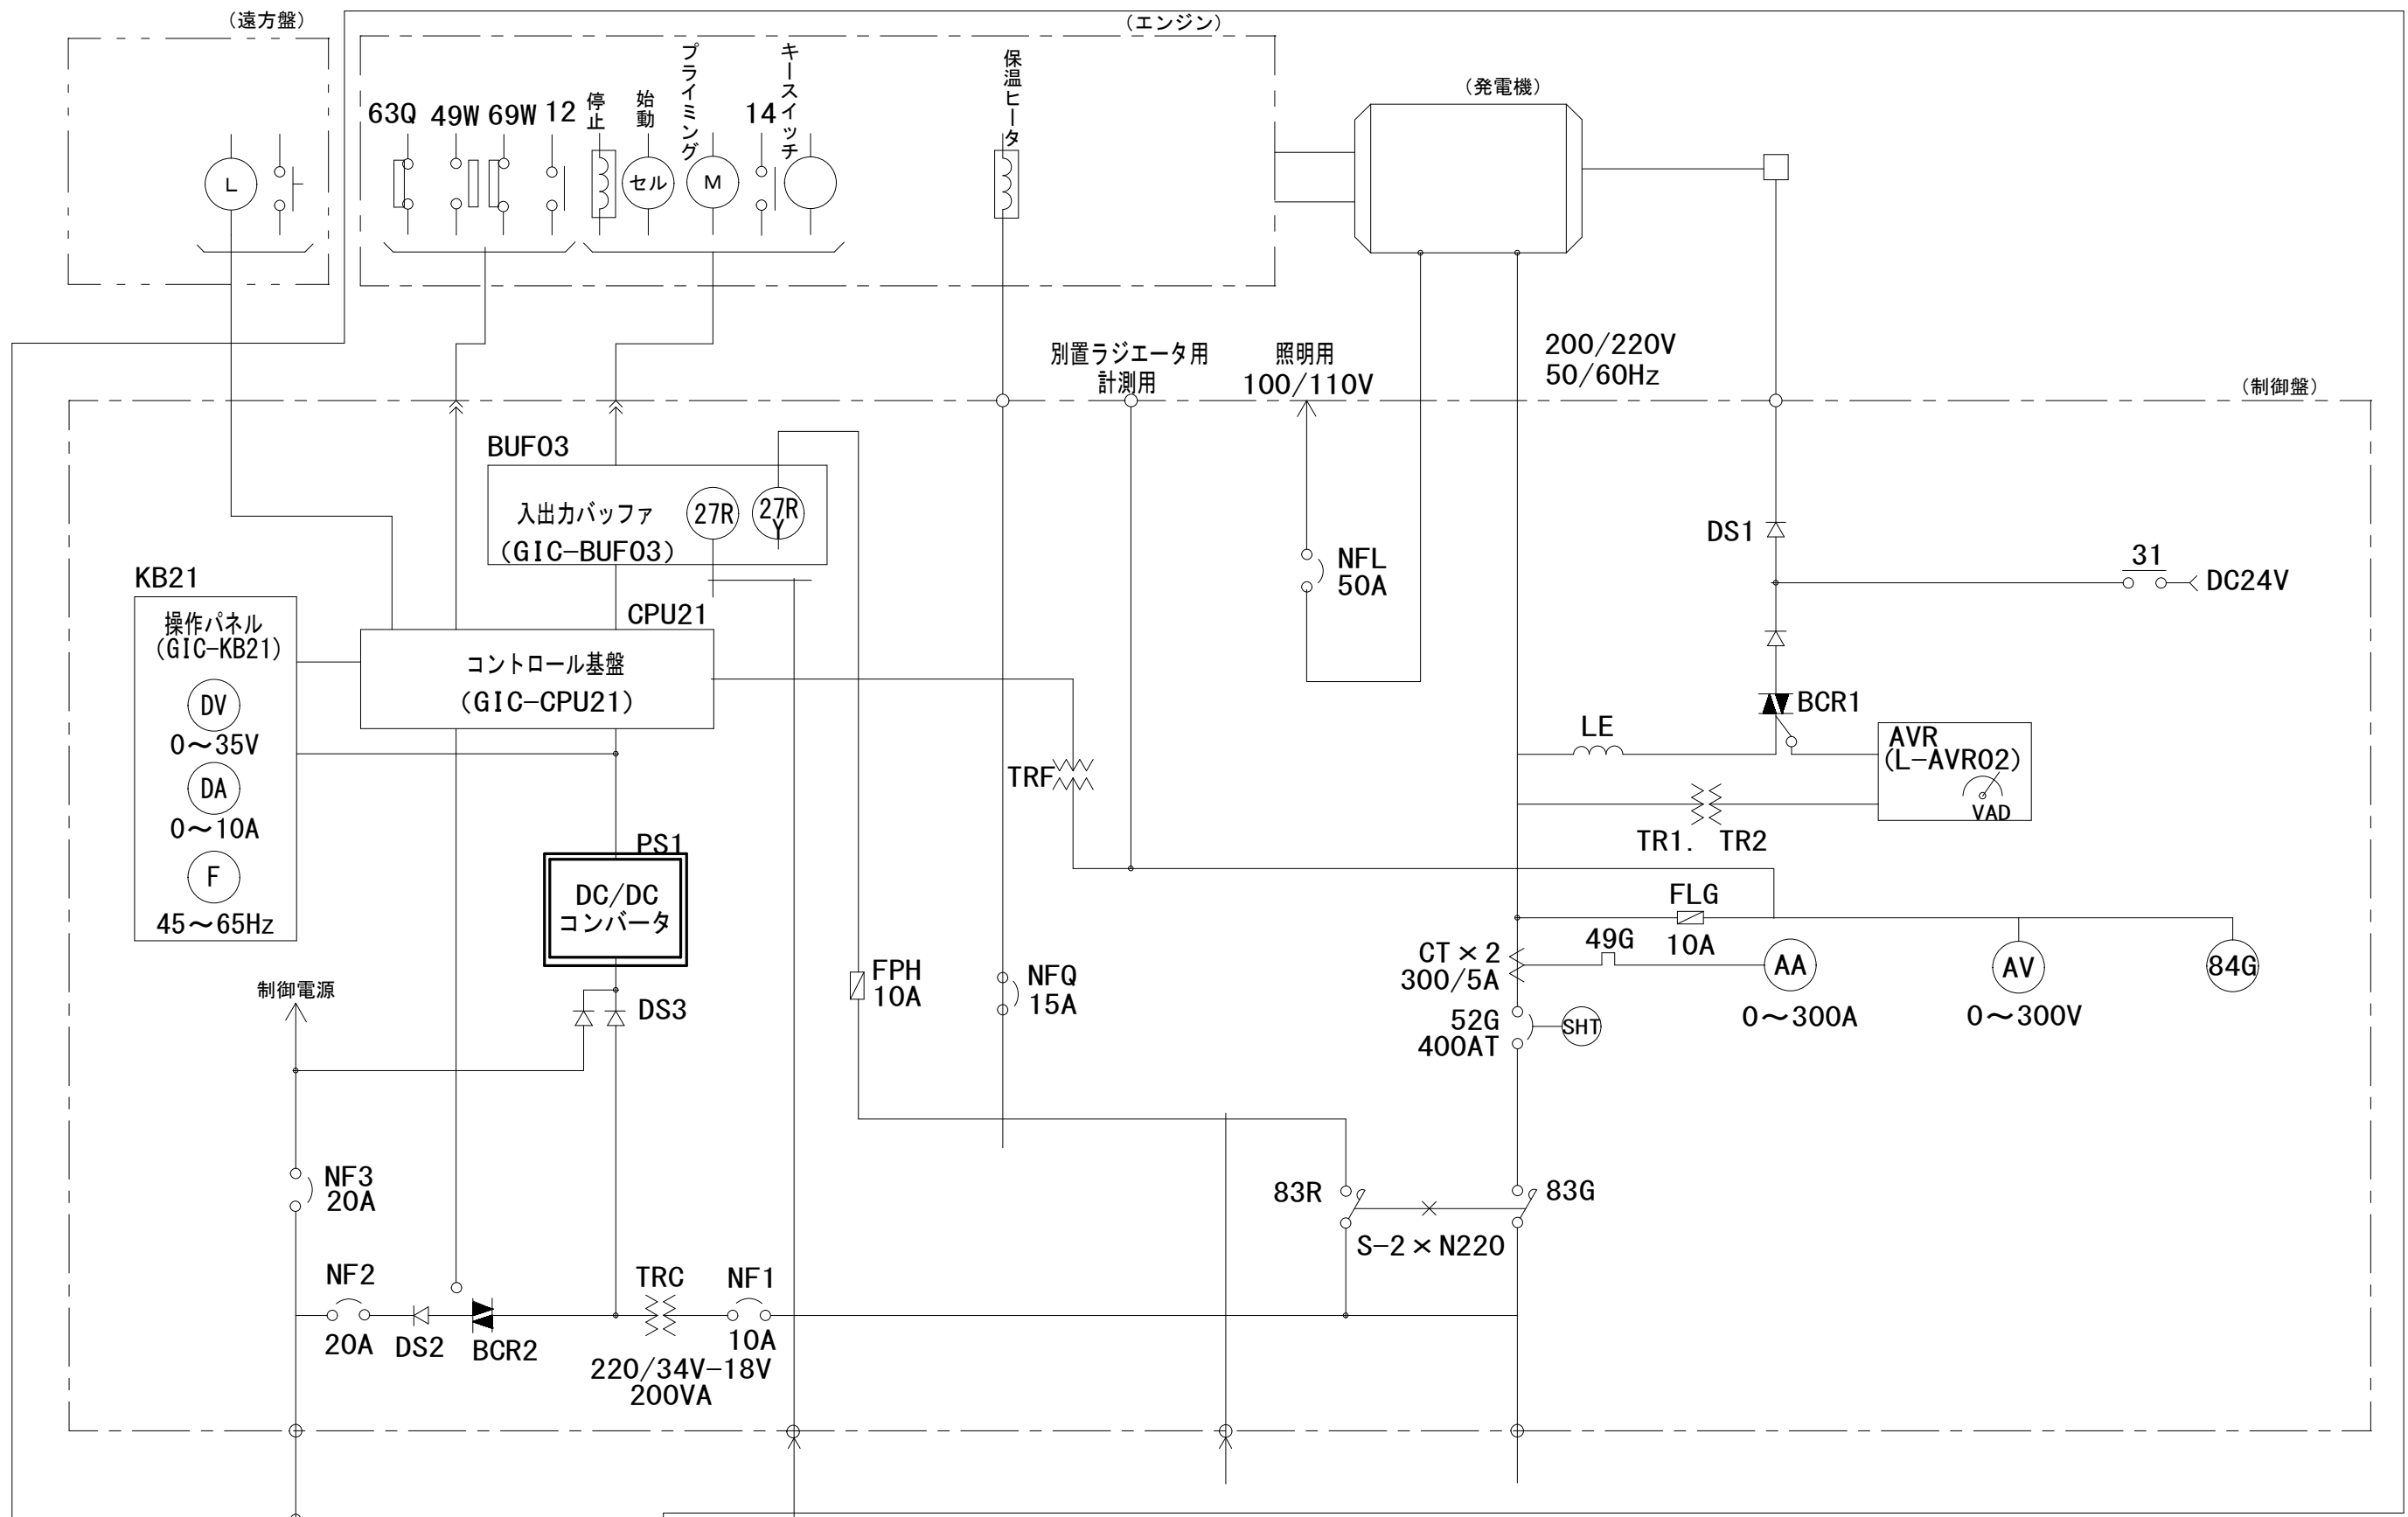 （遠方盤）
（エンジン）
63Q
49W
69W
12
停止
始動
プライミング
14
キースイッチ
保温ヒータ
（発電機）
L
セル
M
別置ラジエータ用
計測用
照明用
100/110V
200/220V
50/60Hz
（制御盤）
BUF03
入出力バッファ
(GIC-BUF03)
27R
27R
Y
NFL
50A
DS1
31
DC24V
KB21
操作パネル
(GIC-KB21)
DV
0～35V
DA
0～10A
F
45～65Hz
CPU21
コントロール基盤
(GIC-CPU21)
BCR1
LE
AVR
(L-AVR02)
VAD
TRF
TR1. TR2
PS1
DC/DC
コンバータ
FLG
10A
49G
CT×2
300/5A
AA
0～300A
AV
0～300V
84G
FPH
10A
NFQ
15A
制御電源
DS3
52G
400AT
SHT
NF3
20A
83R
83G
S-2×N220
NF2
20A
DS2
BCR2
TRC
NF1
10A
220/34V-18V
200VA